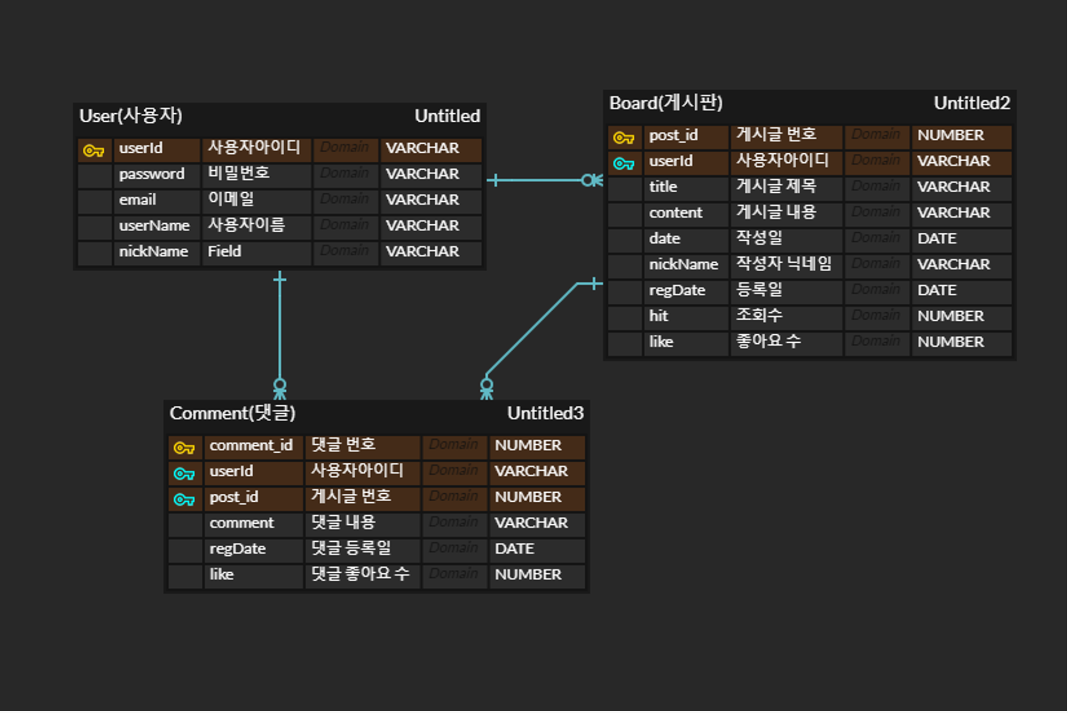 User(사용자) Untitled
userId 사용자아이디 Domain VARCHAR
password 비밀번호 Domain VARCHAR
email 이메일 Domain VARCHAR
userName 사용자이름 Domain VARCHAR
nickName Field Domain VARCHAR
Board(게시판) Untitled2
post_id 게시글 번호 Domain NUMBER
userId 사용자아이디 Domain VARCHAR
title 게시글 제목 Domain VARCHAR
content 게시글 내용 Domain VARCHAR
date 작성일 Domain DATE
nickName 작성자 닉네임 Domain VARCHAR
regDate 등록일 Domain DATE
hit 조회수 Domain NUMBER
like 좋아요 수 Domain NUMBER
Comment(댓글) Untitled3
comment_id 댓글 번호 Domain NUMBER
userId 사용자아이디 Domain VARCHAR
post_id 게시글 번호 Domain NUMBER
comment 댓글 내용 Domain VARCHAR
regDate 댓글 등록일 Domain DATE
like 댓글 좋아요 수 Domain NUMBER